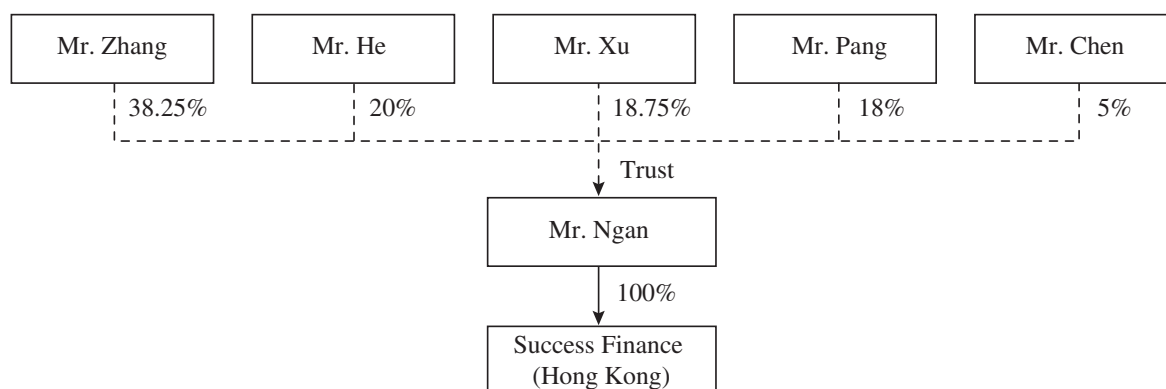 Mr. Zhang
Mr. He
Mr. Xu
Mr. Pang
Mr. Chen
38.25%
20%
18.75%
18%
5%
Trust
Mr. Ngan
100%
Success Finance
(Hong Kong)